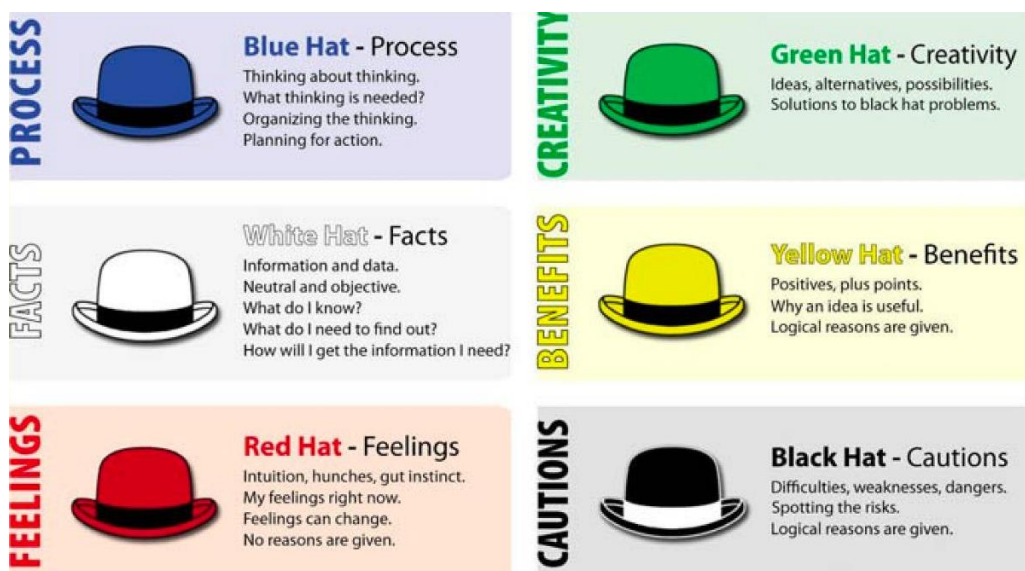 PROCESS
Blue Hat - Process
Thinking about thinking.
What thinking is needed?
Organizing the thinking.
Planning for action.
CREATIVITY
Green Hat - Creativity
Ideas, alternatives, possibilities.
Solutions to black hat problems.
FACTS
White Hat - Facts
Information and data.
Neutral and objective.
What do I know?
What do I need to find out?
How will I get the information I need?
BENEFITS
Yellow Hat - Benefits
Positives, plus points.
Why an idea is useful.
Logical reasons are given.
FEELINGS
Red Hat - Feelings
Intuition, hunches, gut instinct.
My feelings right now.
Feelings can change.
No reasons are given.
CAUTIONS
Black Hat - Cautions
Difficulties, weaknesses, dangers.
Spotting the risks.
Logical reasons are given.